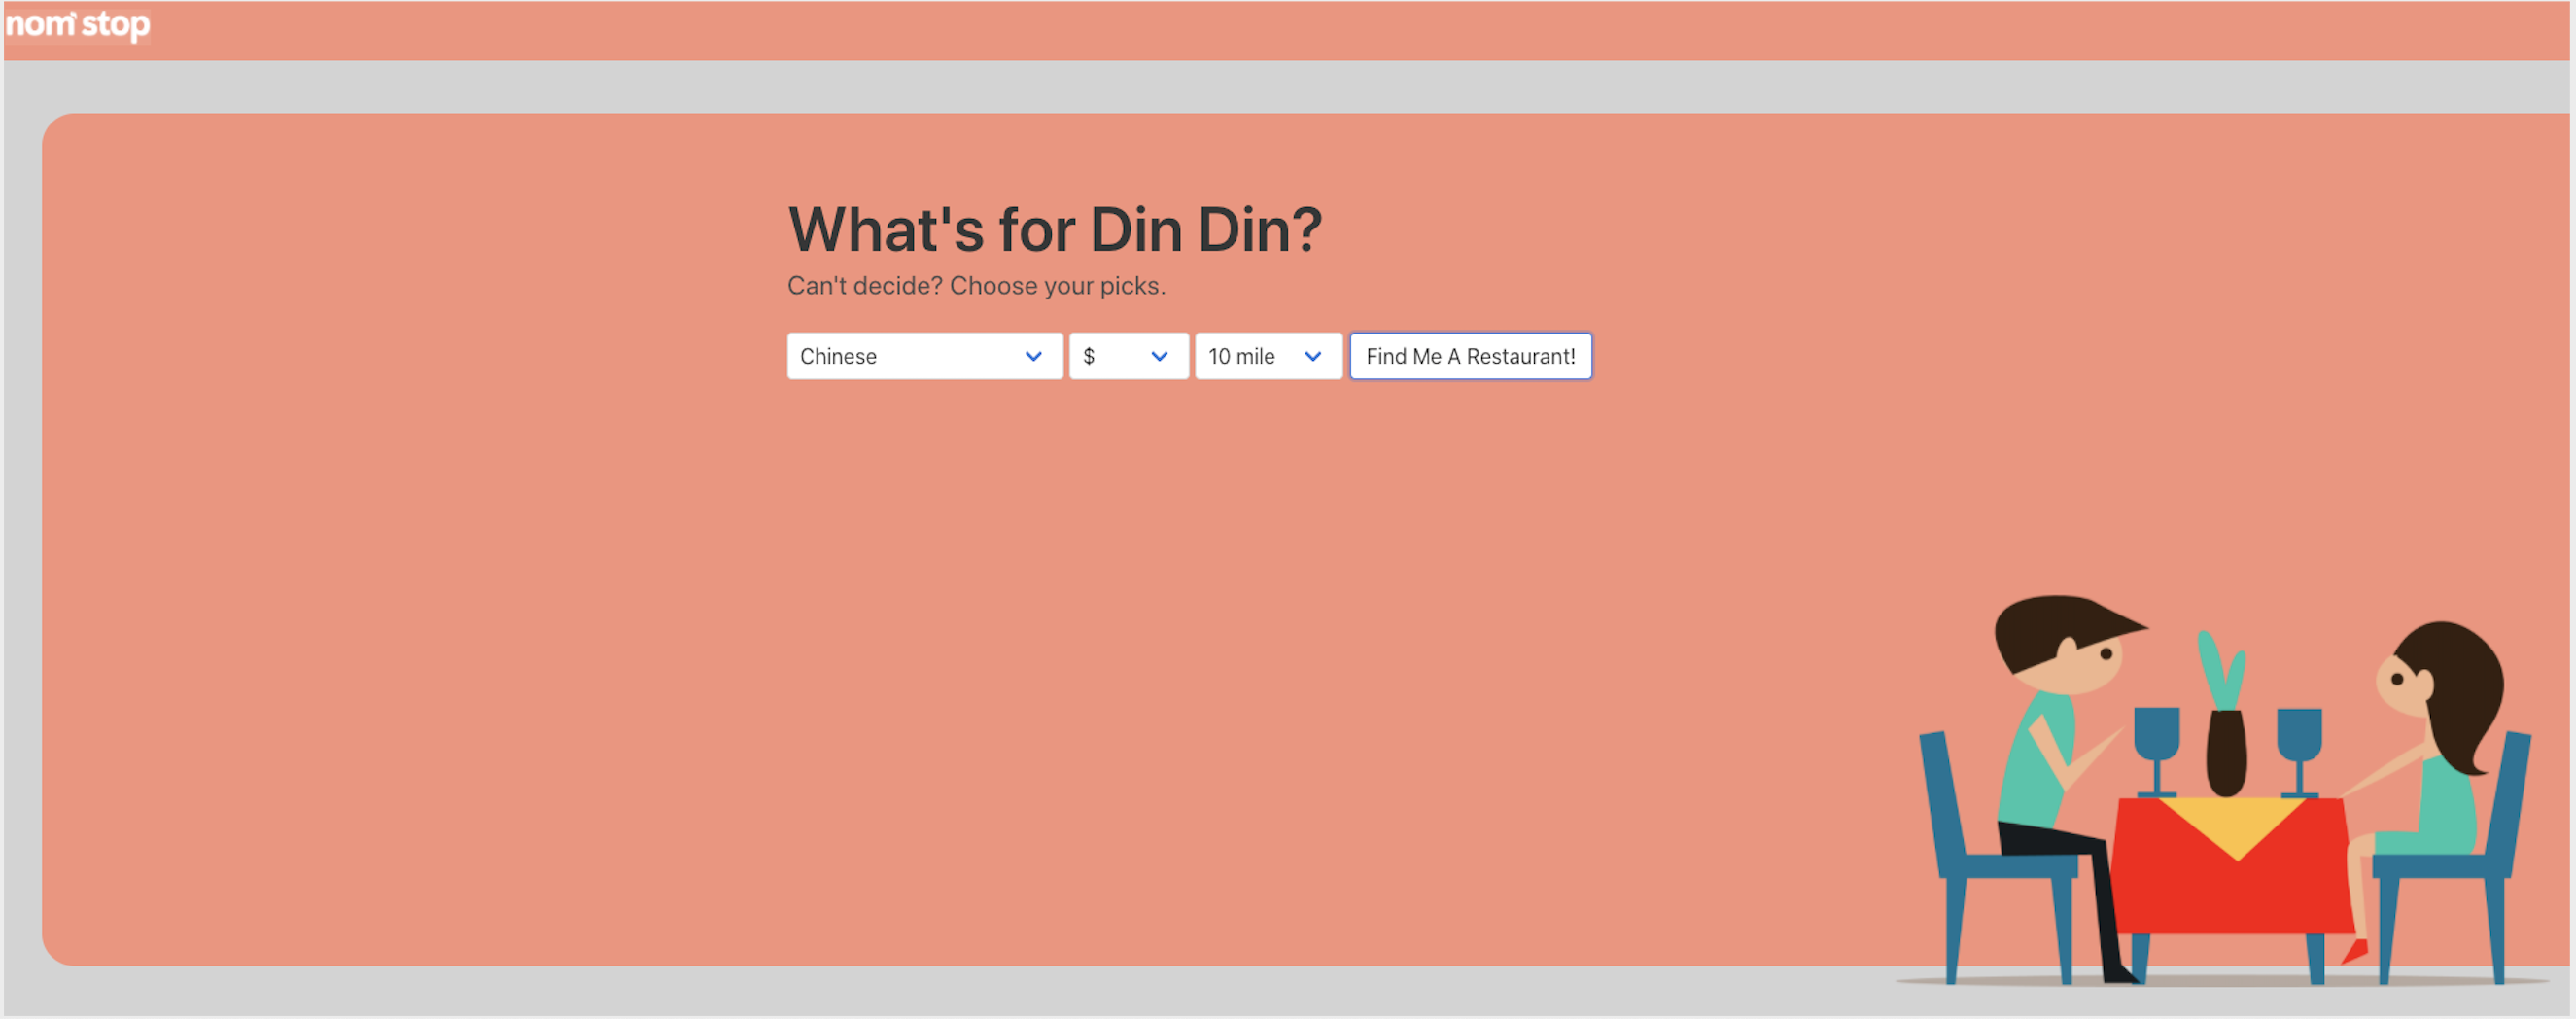 nom'stop
What's for Din Din?
Can't decide? Choose your picks.
Chinese $ 10 mile Find Me A Restaurant!